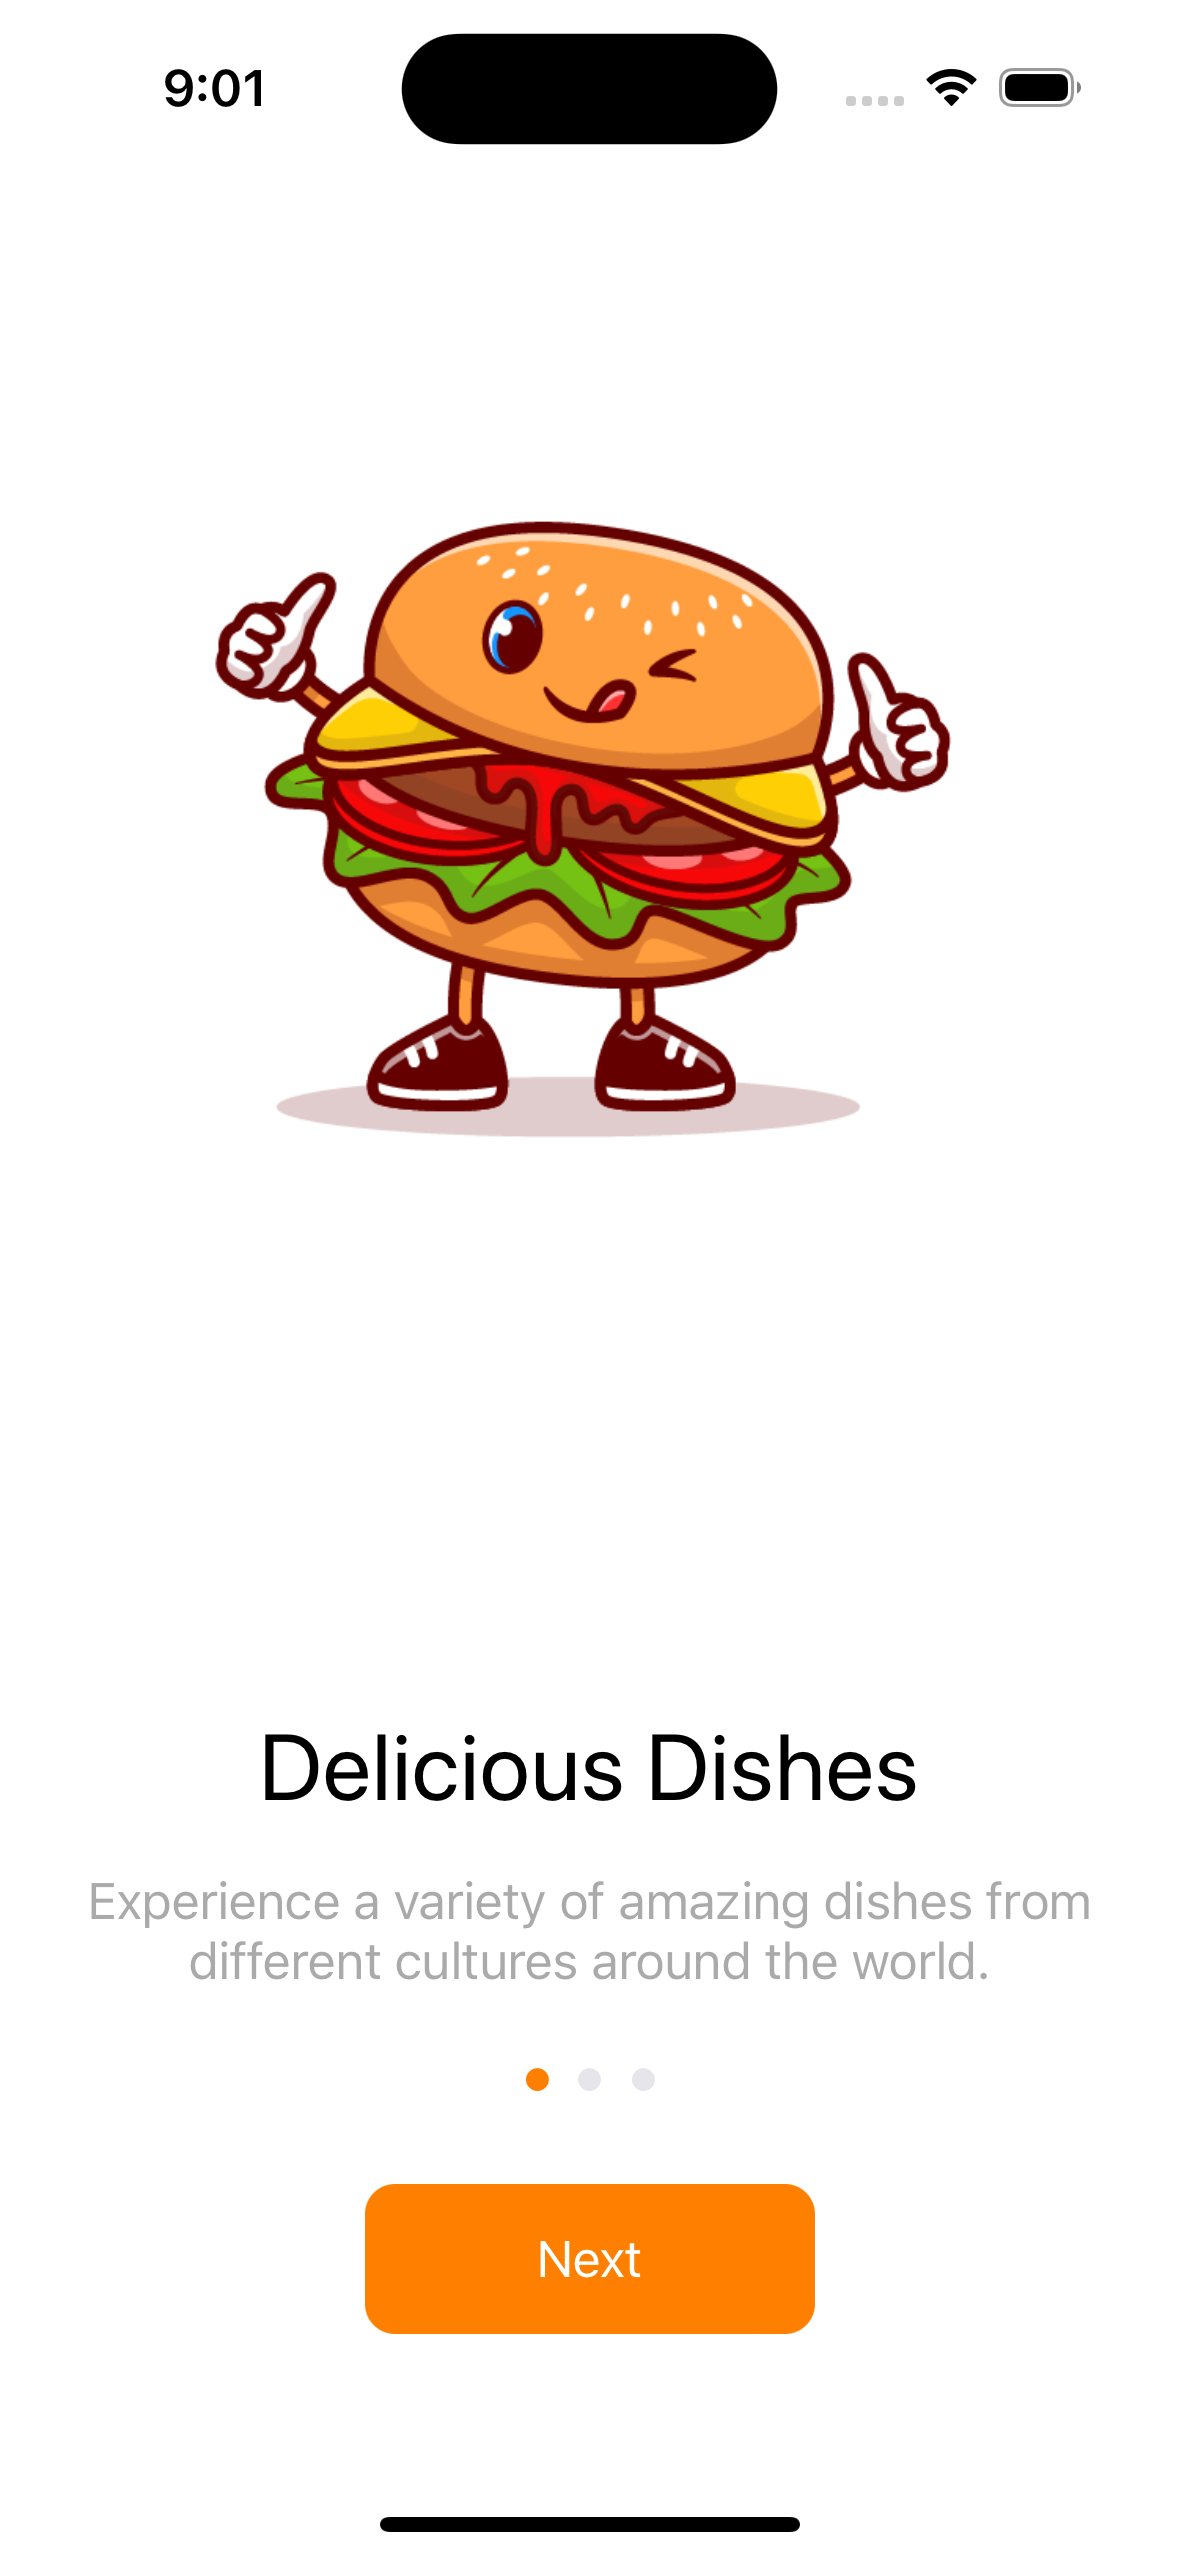 9:01
Delicious Dishes
Experience a variety of amazing dishes from
different cultures around the world.
Next